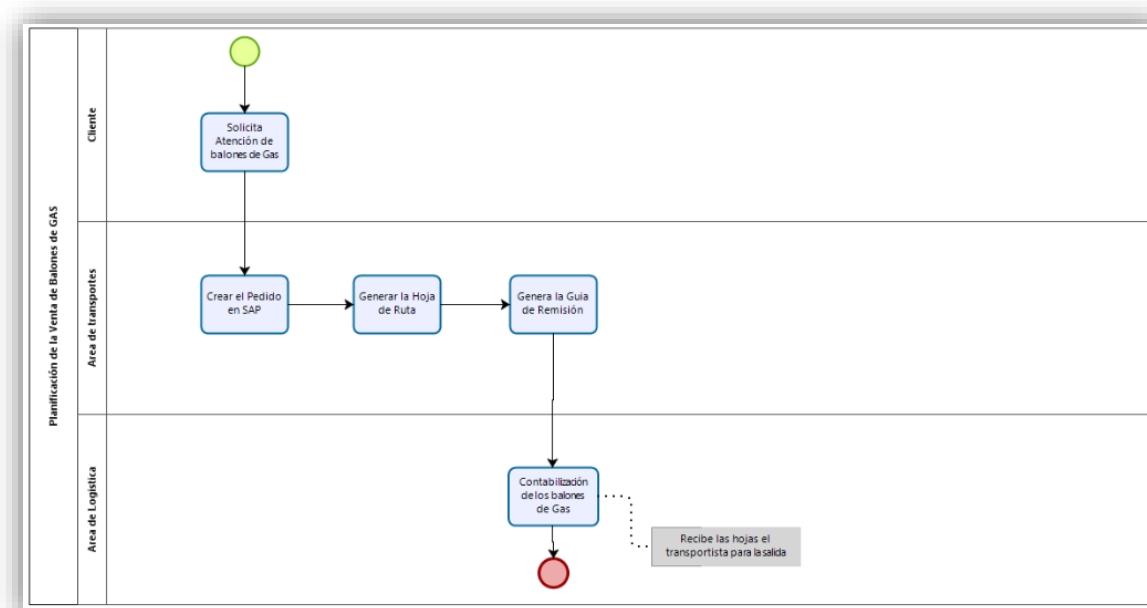 Planificación de la Venta de Balones de GAS
Cliente
Solicita
Atención de
balones de Gas
Area de transportes
Crear el Pedido
en SAP
Generar la Hoja
de Ruta
Genera la Guia
de Remisión
Area de Logistica
Contabilización
de los balones
de Gas
Recibe las hojas el
transportista para la salida